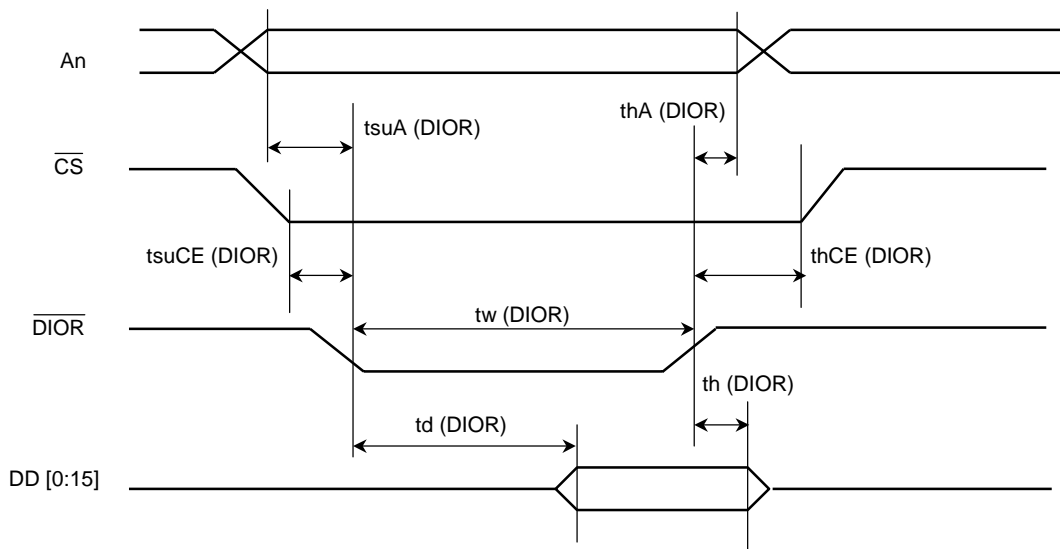 An
tsuA (DIOR)
thA (DIOR)
CS
tsuCE (DIOR)
thCE (DIOR)
DIOR
tw (DIOR)
th (DIOR)
td (DIOR)
DD [0:15]